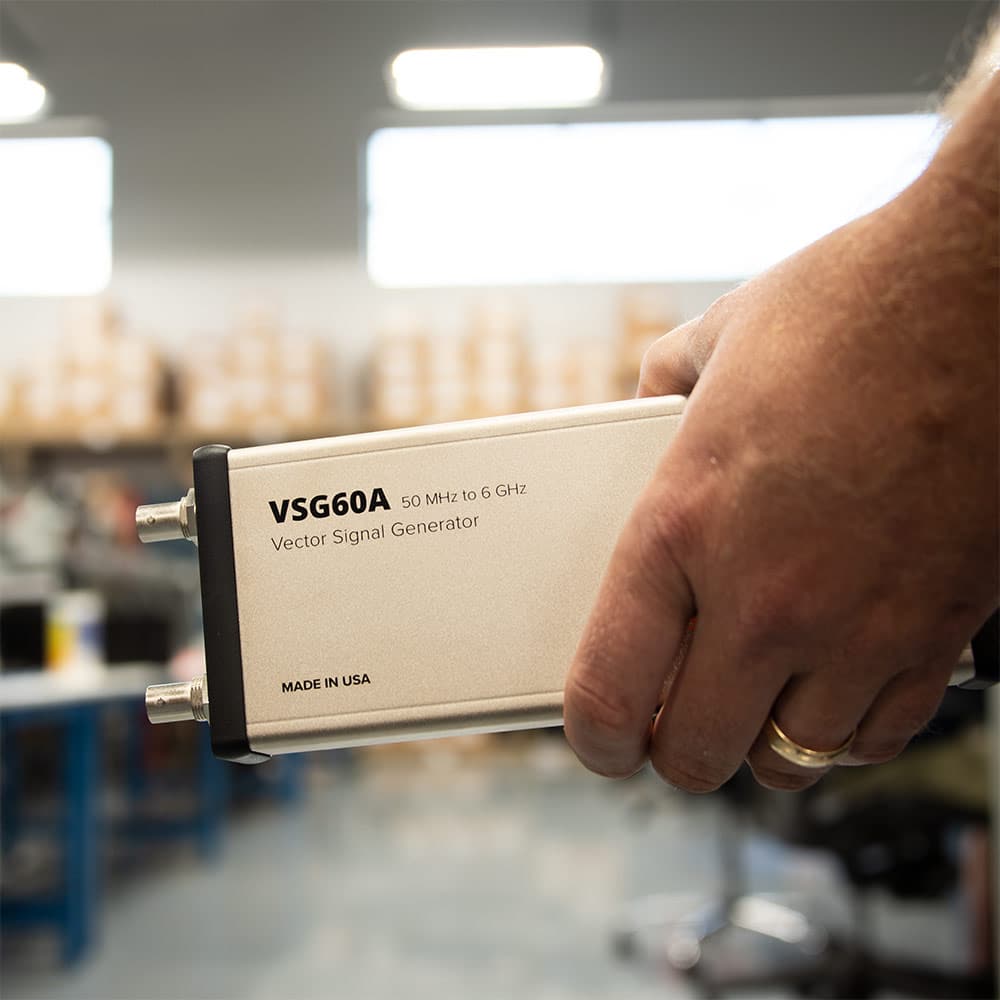 VSG60A 50 MHz to 6 GHz
Vector Signal Generator
MADE IN USA